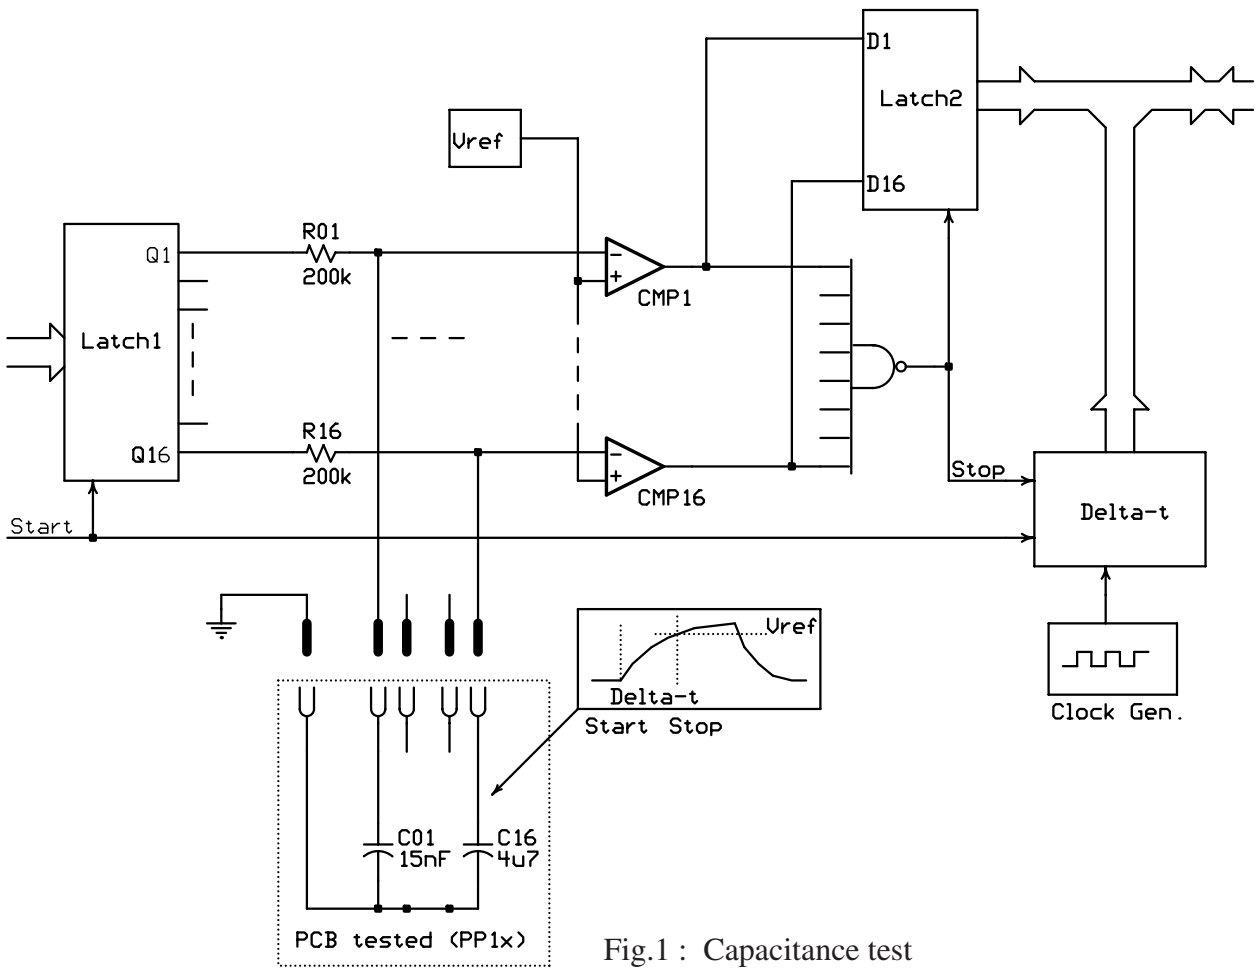 D1
Latch2
Vref
D16
R01
Q1
200k
CMP1
Latch1
R16
Q16
200k
CMP16
Stop
Start
Delta-t
Vref
Delta-t
Start Stop
Clock Gen.
C01
15nF
C16
4u7
PCB tested (PP1x)
Fig.1 : Capacitance test